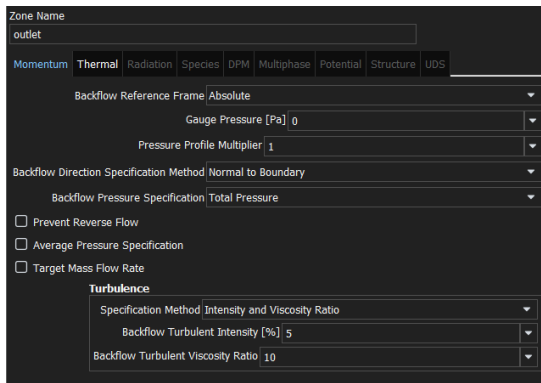 Zone Name
outlet
Momentum Thermal Radiation Species DPM Multiphase Potential Structure UDS
Backflow Reference Frame Absolute
Gauge Pressure [Pa] 0
Pressure Profile Multiplier 1
Backflow Direction Specification Method Normal to Boundary
Backflow Pressure Specification Total Pressure
Prevent Reverse Flow
Average Pressure Specification
Target Mass Flow Rate
Turbulence
Specification Method Intensity and Viscosity Ratio
Backflow Turbulent Intensity [%] 5
Backflow Turbulent Viscosity Ratio 10